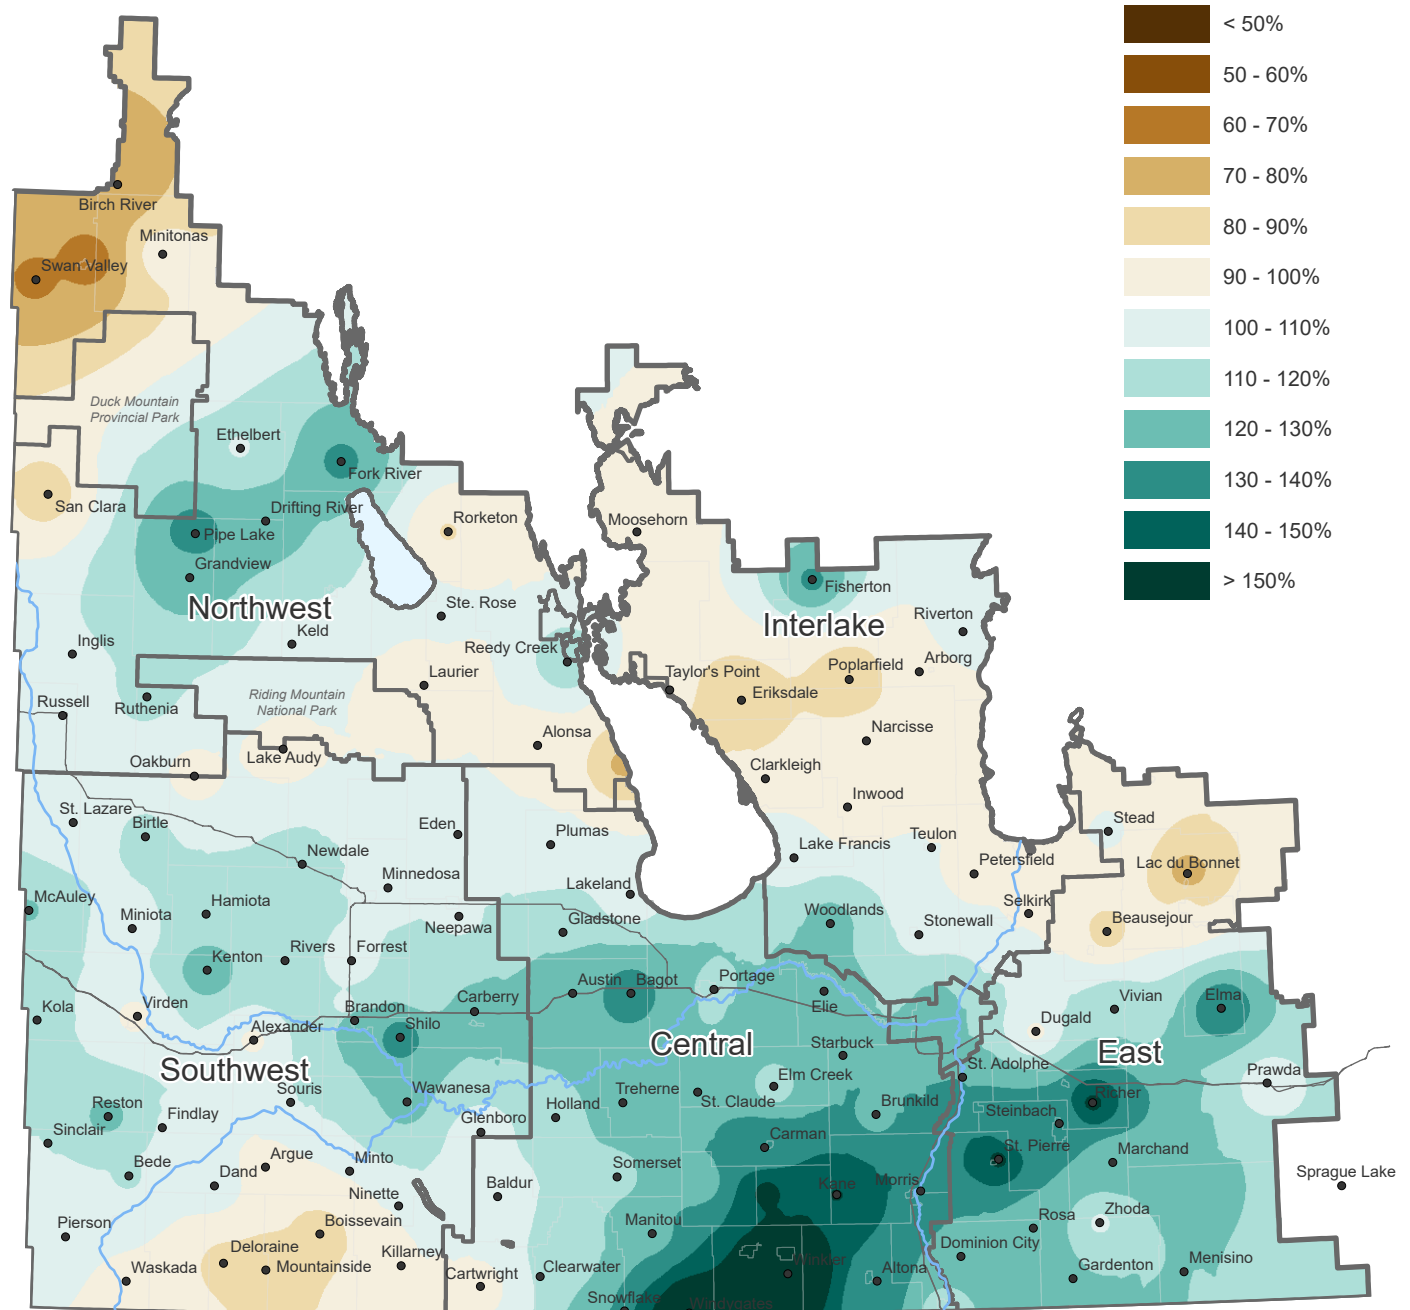 < 50%
50 - 60%
60 - 70%
70 - 80%
80 - 90%
90 - 100%
100 - 110%
110 - 120%
120 - 130%
130 - 140%
140 - 150%
> 150%
Birch River
Minitonas
Swan Valley
Duck Mountain
Provincial Park
Ethelbert
Fork River
San Clara
Drifting River
Pipe Lake
Grandview
Northwest
Rorketon
Moosehorn
Fisherton
Interlake
Riverton
Ste. Rose
Keld
Inglis
Reedy Creek
Laurier
Taylor's Point
Poplarfield
Arborg
Eriksdale
Riding Mountain
National Park
Russell
Ruthenia
Narcisse
Alonsa
Lake Audy
Oakburn
Clarkleigh
Inwood
St. Lazare
Birtle
Eden
Plumas
Stead
Teulon
Lake Francis
Newdale
Petersfield
Lac du Bonnet
Minnedosa
Lakeland
McAuley
Hamiota
Miniota
Neepawa
Gladstone
Woodlands
Stonewall
Selkirk
Beausejour
Kenton
Rivers
Forrest
Austin
Bagot
Portage
Elie
Vivian
Elma
Kola
Virden
Brandon
Carberry
Alexander
Shilo
Dugald
Central
East
Starbuck
Southwest
St. Adolphe
Prawda
Souris
Wawanesa
Treherne
St. Claude
Elm Creek
Brunkild
Richer
Reston
Findlay
Holland
Glenboro
Steinbach
Sinclair
Carman
St. Pierre
Marchand
Bede
Dand
Argue
Minto
Somerset
Baldur
Kane
Morris
Sprague Lake
Ninette
Pierson
Boissevain
Manitou
Rosa
Zhoda
Deloraine
Killarney
Dominion City
Waskada
Mountainside
Cartwright
Clearwater
Winkler
Altona
Gardenton
Menisino
Snowflake
Windygates